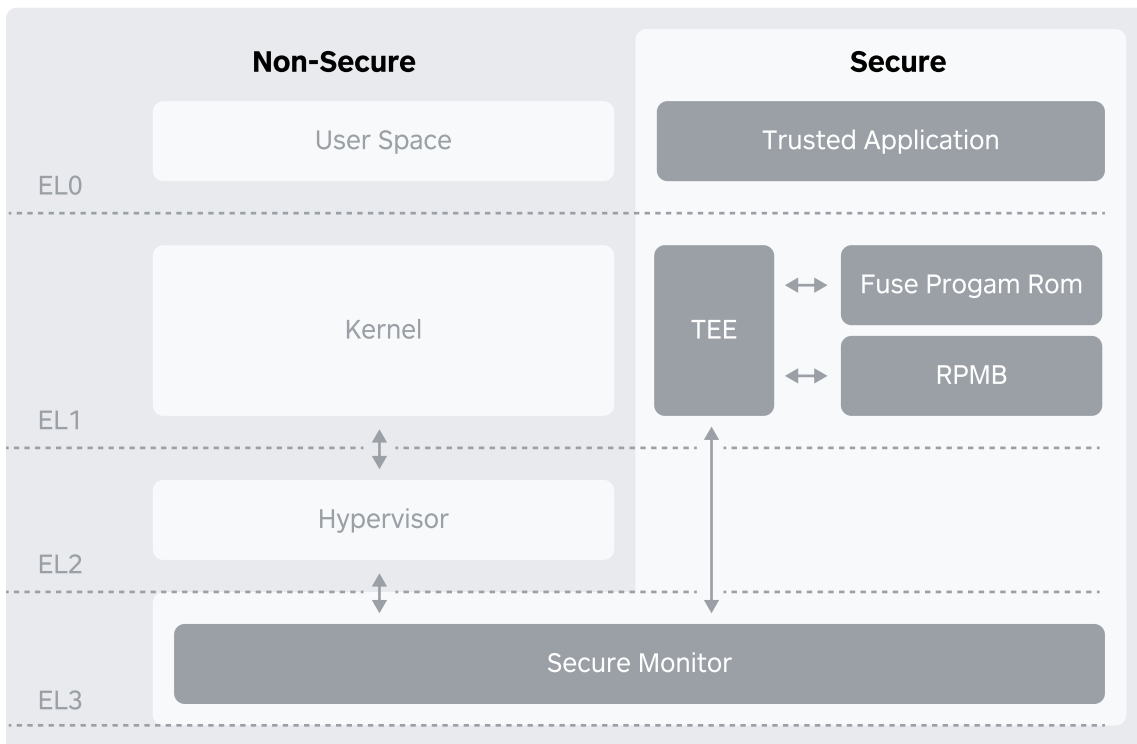 Non-Secure
Secure
User Space
Trusted Application
EL0
Kernel
TEE
Fuse Progam Rom
RPMB
EL1
Hypervisor
EL2
Secure Monitor
EL3